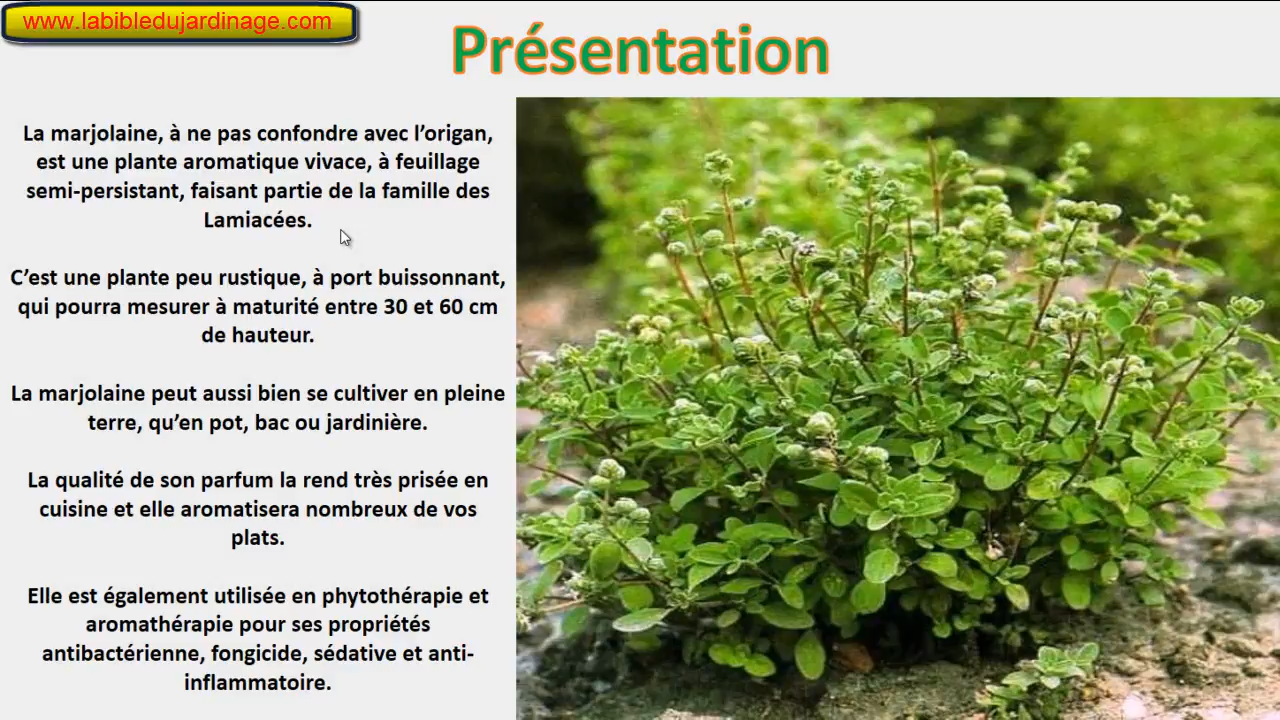 www.labibledujardinage.com
Présentation
La marjolaine, à ne pas confondre avec l’origan,
est une plante aromatique vivace, à feuillage
semi-persistant, faisant partie de la famille des
Lamiacées.
C’est une plante peu rustique, à port buissonnant,
qui pourra mesurer à maturité entre 30 et 60 cm
de hauteur.
La marjolaine peut aussi bien se cultiver en pleine
terre, qu’en pot, bac ou jardinière.
La qualité de son parfum la rend très prisée en
cuisine et elle aromatisera nombreux de vos
plats.
Elle est également utilisée en phytothérapie et
aromathérapie pour ses propriétés
antibactérienne, fongicide, sédative et anti-
inflammatoire.